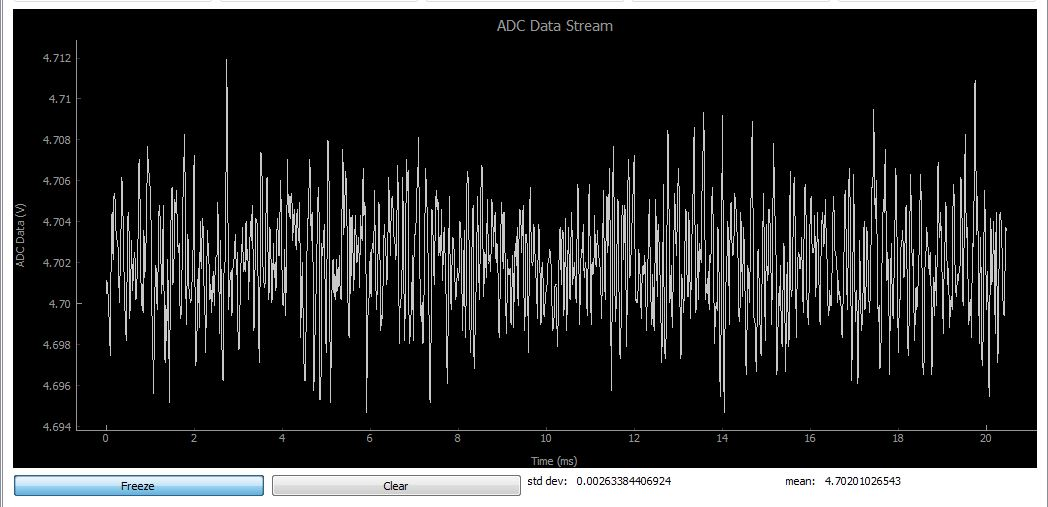 ADC Data Stream
4.712
4.71
4.708
4.706
4.704
4.702
4.70
4.698
4.696
4.694
ADC Data (V)
0 2 4 6 8 10 12 14 16 18 20
Time (ms)
Freeze Clear std dev: 0.00263384406924 mean: 4.70201026543